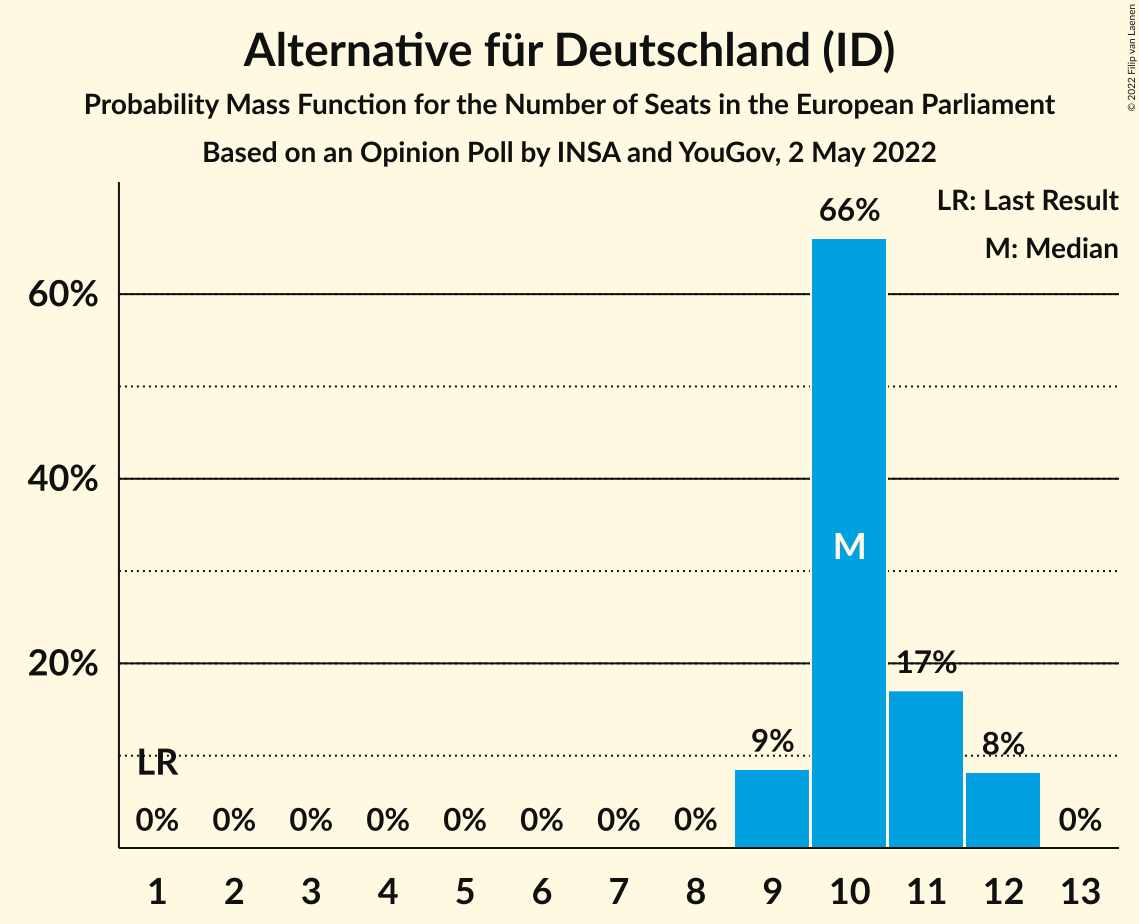 Alternative für Deutschland (ID)
Probability Mass Function for the Number of Seats in the European Parliament
Based on an Opinion Poll by INSA and YouGov, 2 May 2022
© 2022 Filip van Laenen
LR: Last Result
M: Median
60%
40%
20%
66%
M
17%
9%
8%
LR
0% 0% 0% 0% 0% 0% 0% 0% 0%
1 2 3 4 5 6 7 8 9 10 11 12 13